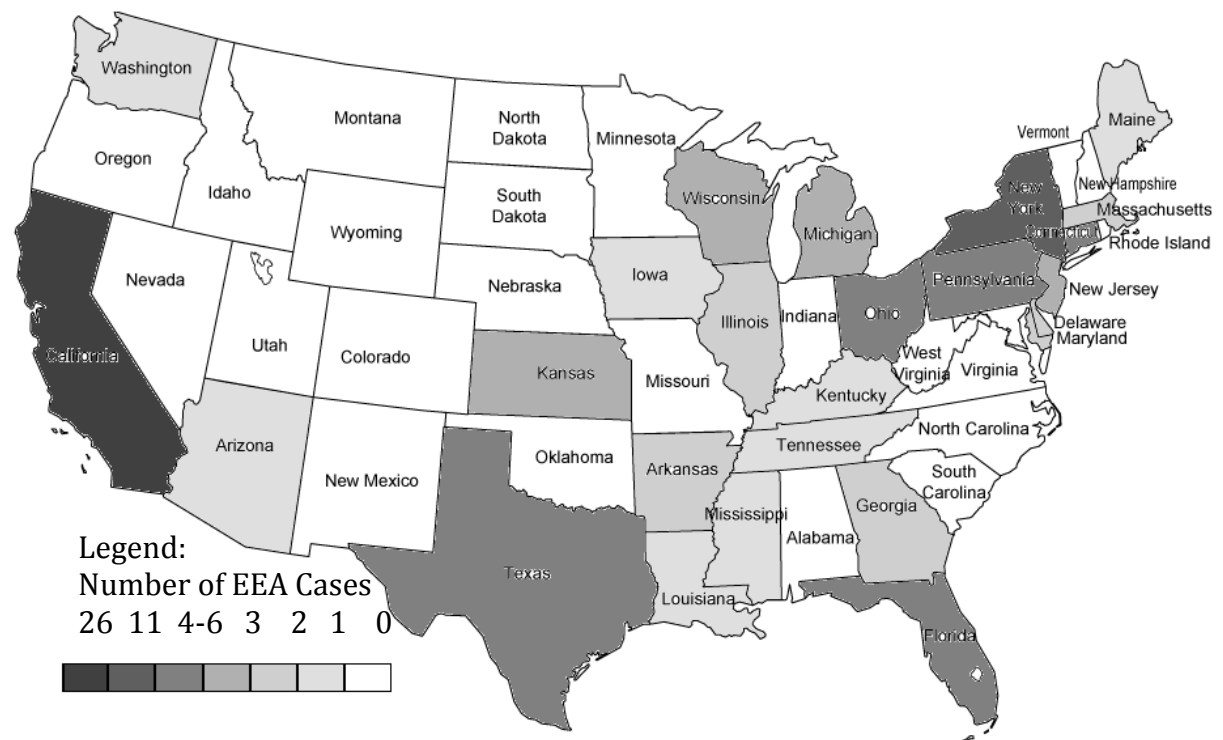 Washington
Montana
North
Dakota
Minnesota
Vermont
Maine
Oregon
Idaho
South
Dakota
Wisconsin
Michigan
New
York
New Hampshire
Massachusetts
Connecticut
Rhode Island
Wyoming
Nevada
Nebraska
Iowa
Illinois
Indiana
Ohio
Pennsylvania
New Jersey
Delaware
Maryland
California
Utah
Colorado
Kansas
Missouri
West
Virginia
Virginia
Kentucky
Arizona
New Mexico
Oklahoma
Arkansas
Tennessee
North Carolina
South
Carolina
Mississippi
Alabama
Georgia
Texas
Louisiana
Florida
Legend:
Number of EEA Cases
26 11 4-6 3 2 1 0